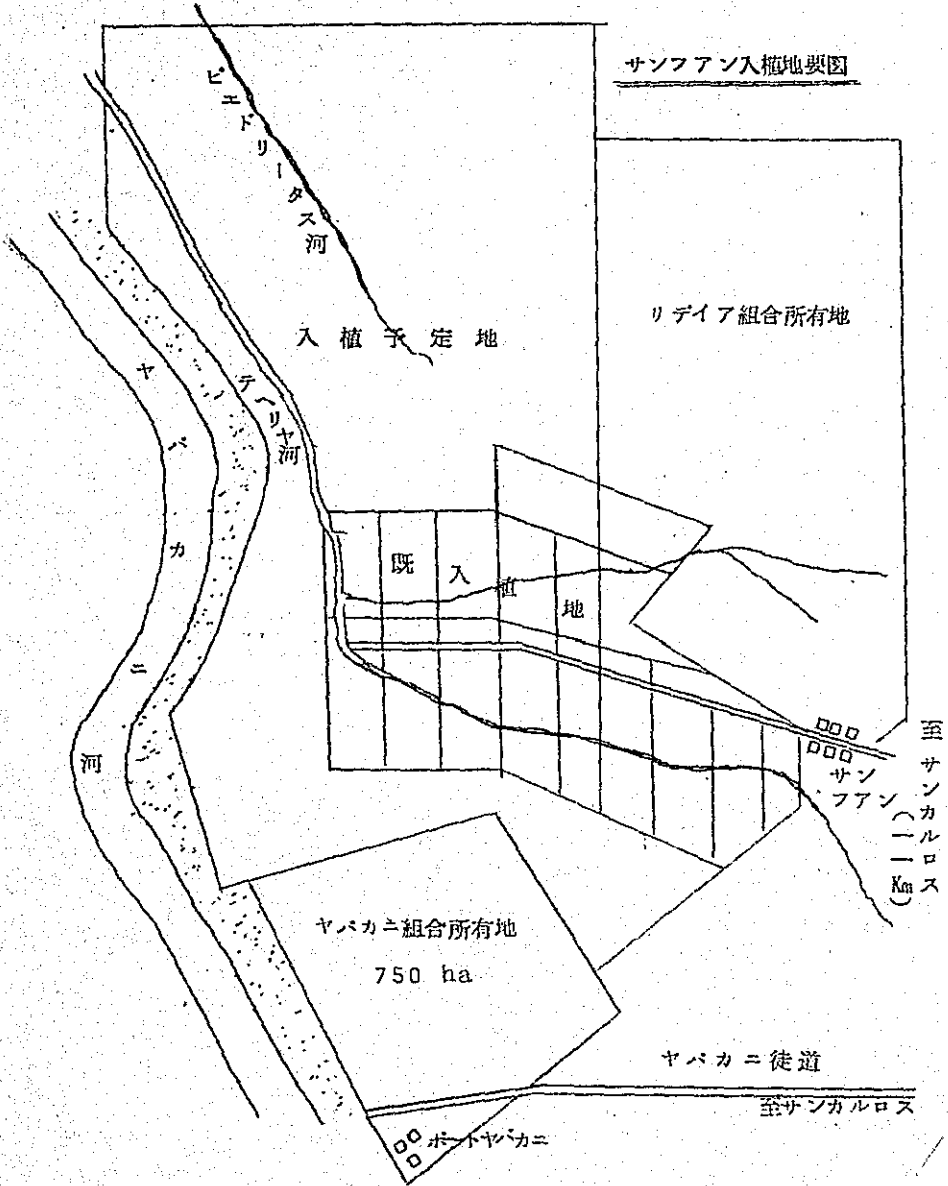 サンフアン入植地要図
ピエドリータス河
リデイア組合所有地
入植予定地
テヘリヤ河
ヤパカニ河
既入植地
サンフアン
至サンカルロス(一一Km)
ヤパカニ組合所有地
750 ha
ヤパカニ徒道
至サンカルロス
ポートヤパカニ